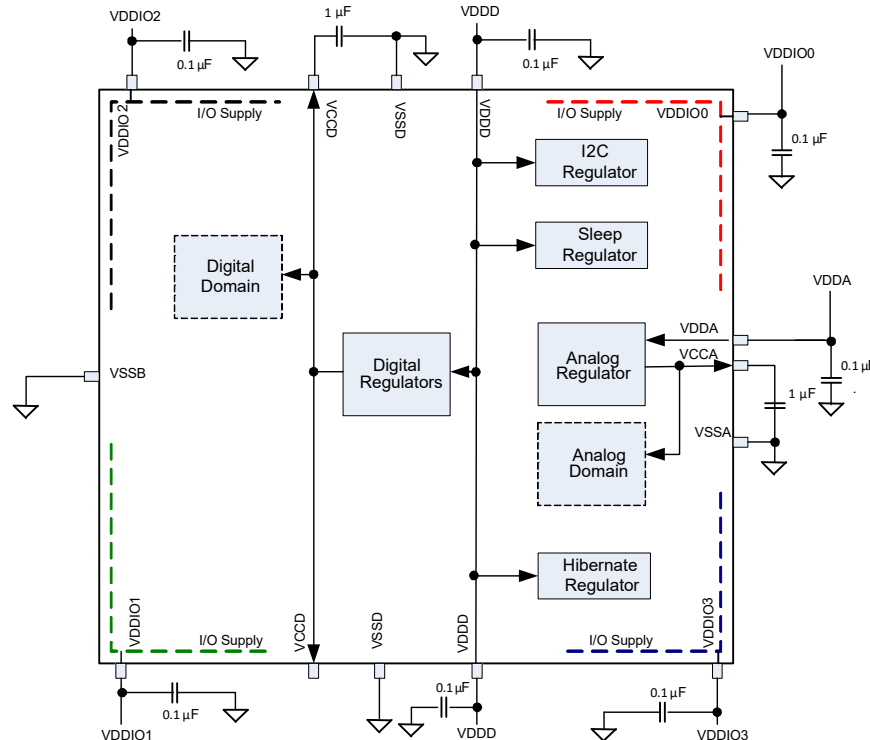 VDDIO2
1 µF
VDDD
0.1 µF
0.1 µF
VDDIO0
VDDIO2
I/O Supply
VCCD
VSSD
VDDD
I/O Supply
VDDIO0
0.1 µF
I2C
Regulator
Sleep
Regulator
Digital
Domain
VDDA
VDDA
Digital
Regulators
Analog
Regulator
VCCA
0.1 µF
VSSB
1 µF
.
VSSA
Analog
Domain
Hibernate
Regulator
VDDIO1
I/O Supply
VCCD
VSSD
VDDD
I/O Supply
VDDIO3
0.1 µF
0.1 µF
0.1 µF
VDDIO1
VDDD
VDDIO3